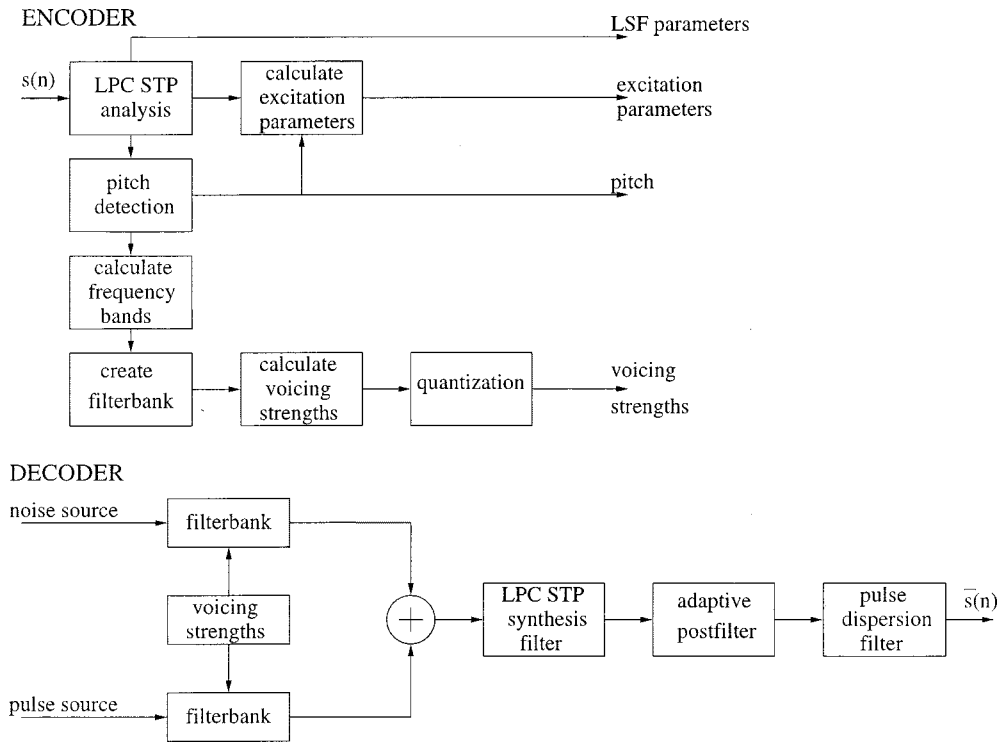 ENCODER
LSF parameters
s(n)
LPC STP
analysis
calculate
excitation
parameters
excitation
parameters
pitch
detection
pitch
calculate
frequency
bands
create
filterbank
calculate
voicing
strengths
quantization
voicing
strengths
DECODER
noise source
filterbank
voicing
strengths
+
LPC STP
synthesis
filter
adaptive
postfilter
pulse
dispersion
filter
s̄(n)
pulse source
filterbank